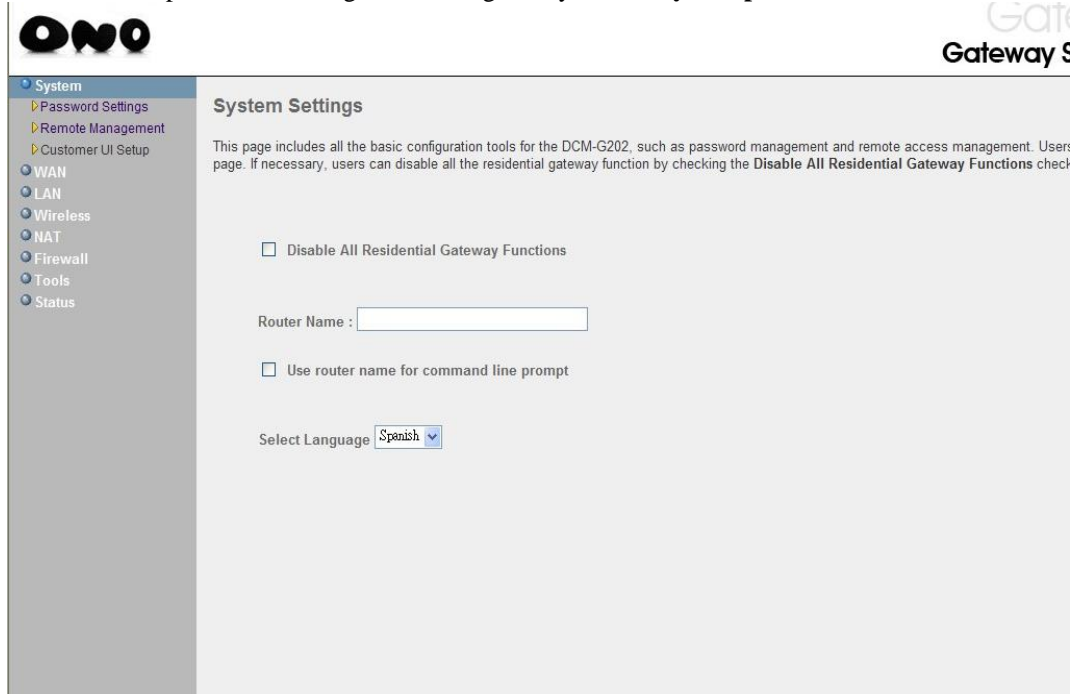 ONO
Gateway
System
Password Settings
Remote Management
Customer UI Setup
WAN
LAN
Wireless
NAT
Firewall
Tools
Status
System Settings
This page includes all the basic configuration tools for the DCM-G202, such as password management and remote access management. Users
page. If necessary, users can disable all the residential gateway function by checking the Disable All Residential Gateway Functions check
Disable All Residential Gateway Functions
Router Name :
Use router name for command line prompt
Select Language Spanish